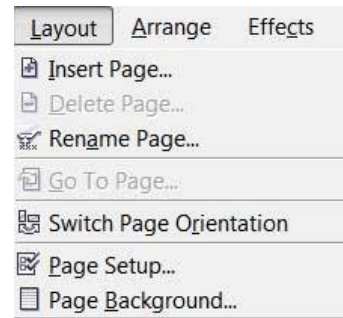 Layout Arrange Effects
Insert Page...
Delete Page...
Rename Page...
Go To Page...
Switch Page Orientation
Page Setup...
Page Background...